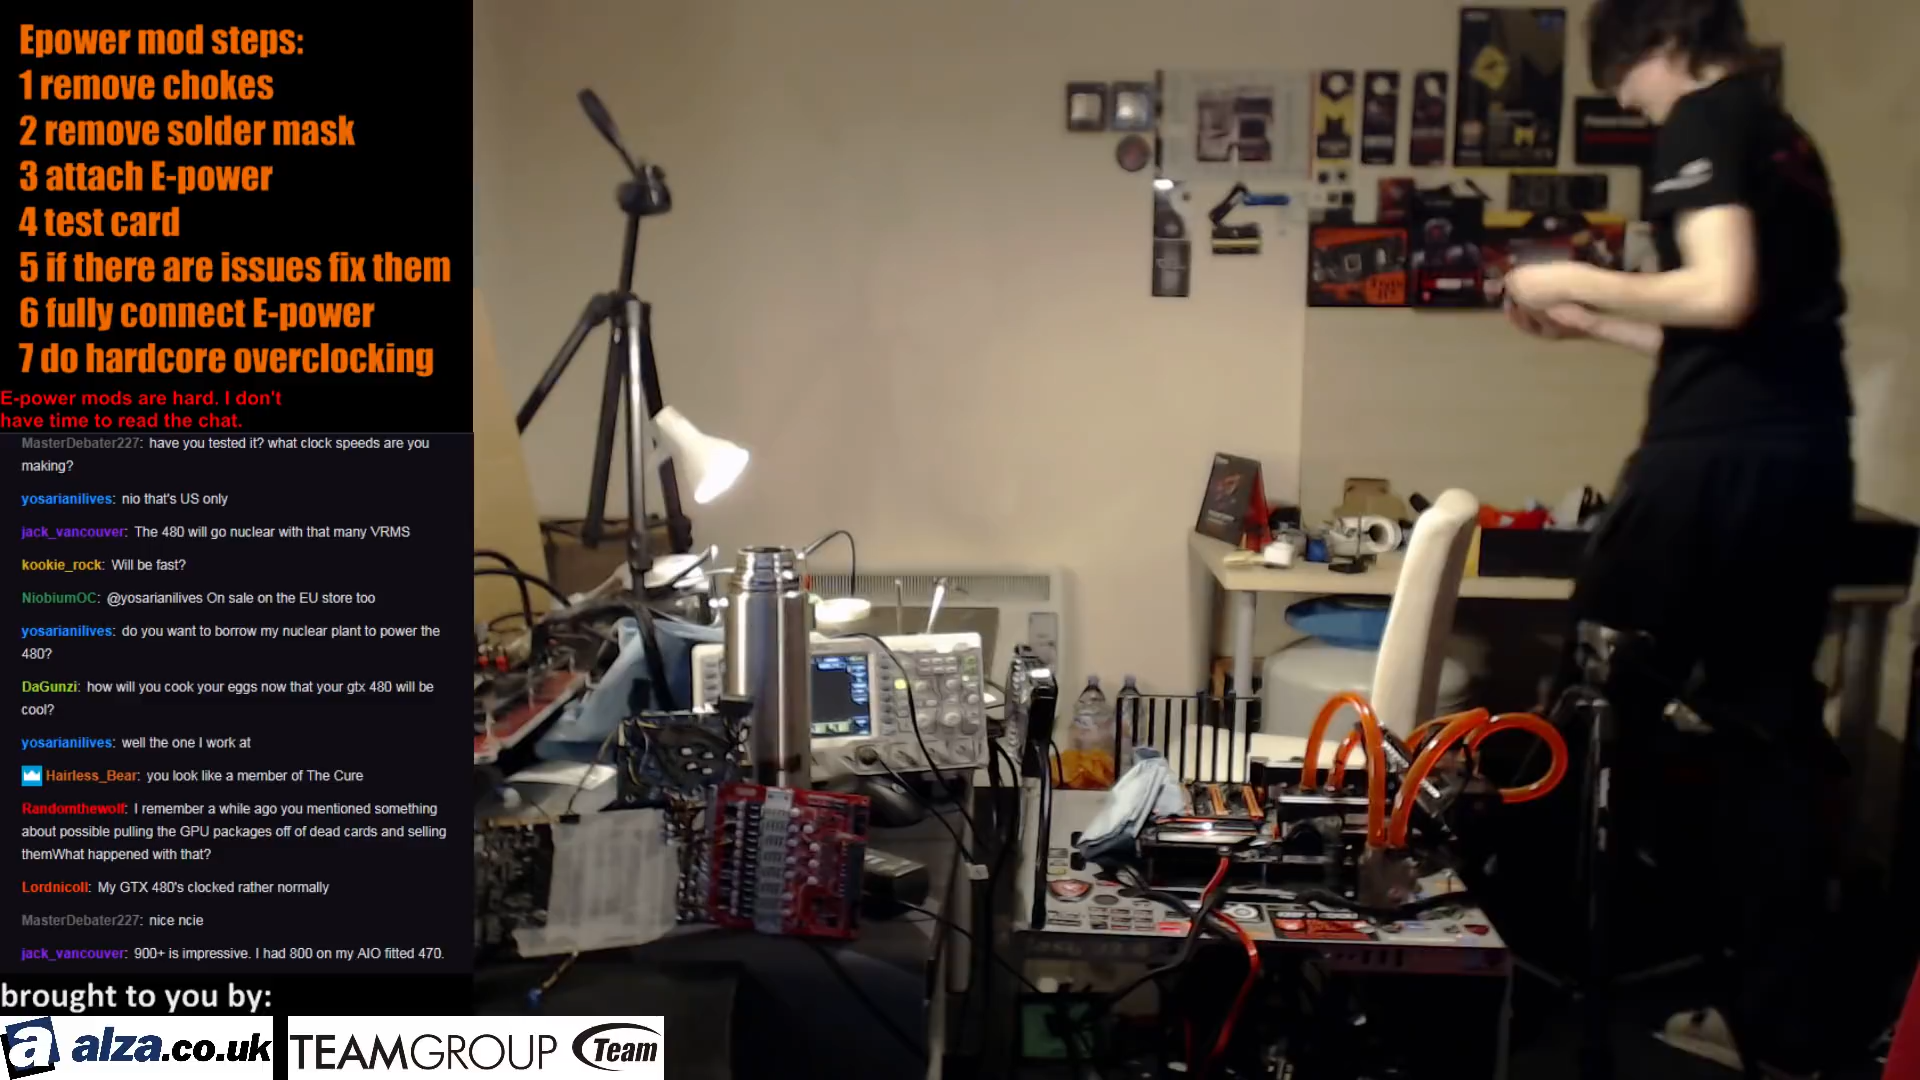 Epower mod steps:
1 remove chokes
2 remove solder mask
3 attach E-power
4 test card
5 if there are issues fix them
6 fully connect E-power
7 do hardcore overclocking
E-power mods are hard. I don't
have time to read the chat.
MasterDebater227: have you tested it? what clock speeds are you
making?
yosarianilives: nio that's US only
jack_vancouver: The 480 will go nuclear with that many VRMS
kookie_rock: Will be fast?
NiobiumOC: @yosarianilives On sale on the EU store too
yosarianilives: do you want to borrow my nuclear plant to power the
480?
DaGunzi: how will you cook your eggs now that your gtx 480 will be
cool?
yosarianilives: well the one I work at
Hairless_Bear: you look like a member of The Cure
Randomthewolf: I remember a while ago you mentioned something
about possible pulling the GPU packages off of dead cards and selling
themWhat happened with that?
Lordnicoll: My GTX 480's clocked rather normally
MasterDebater227: nice ncie
jack_vancouver: 900+ is impressive. I had 800 on my AIO fitted 470.
brought to you by:
a alza.co.uk TEAMGROUP Team